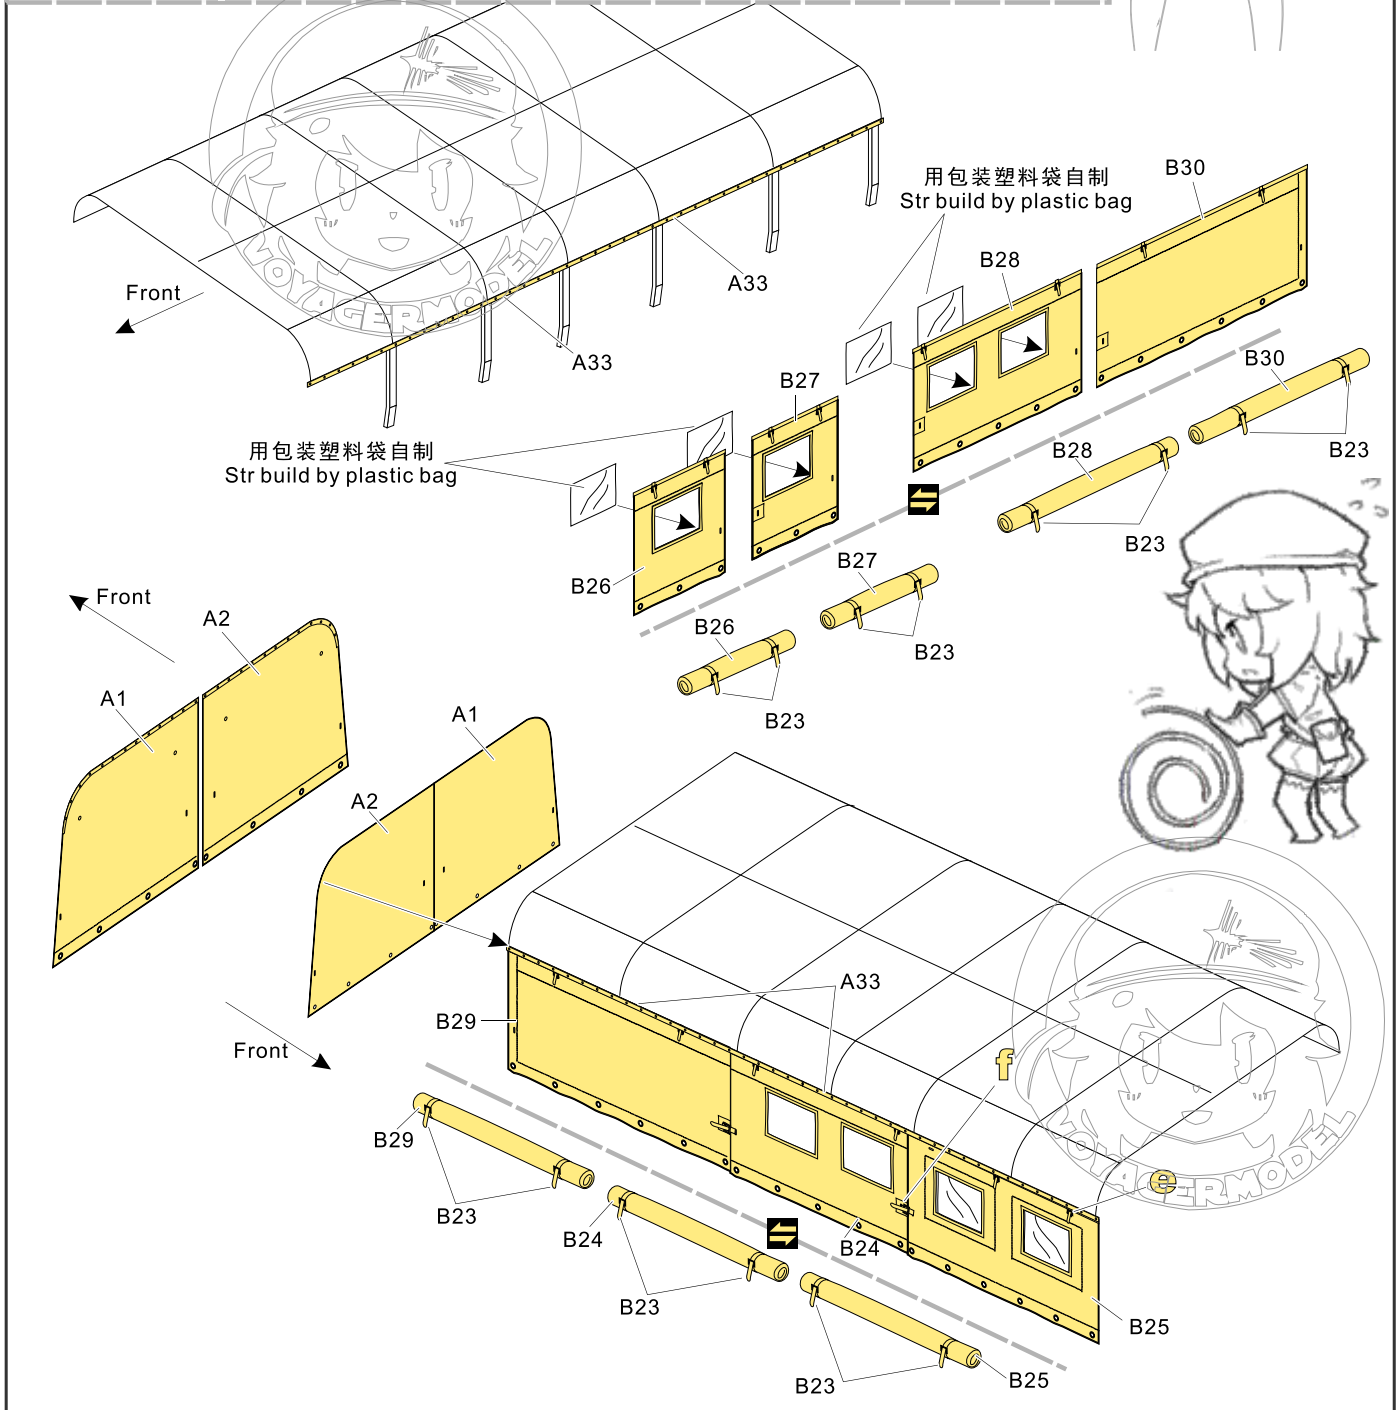 用包装塑料袋自制
Str build by plastic bag
B30
B28
A33
Front
A33
B27
B30
用包装塑料袋自制
Str build by plastic bag
B28
B23
B23
B26
B27
B26
B23
B23
Front
A2
A1
A1
A2
A33
B29
Front
f
B29
B23
B24
B24
e
B23
B25
B23
B25
VOYAGERMODEL
VOYAGERMODEL